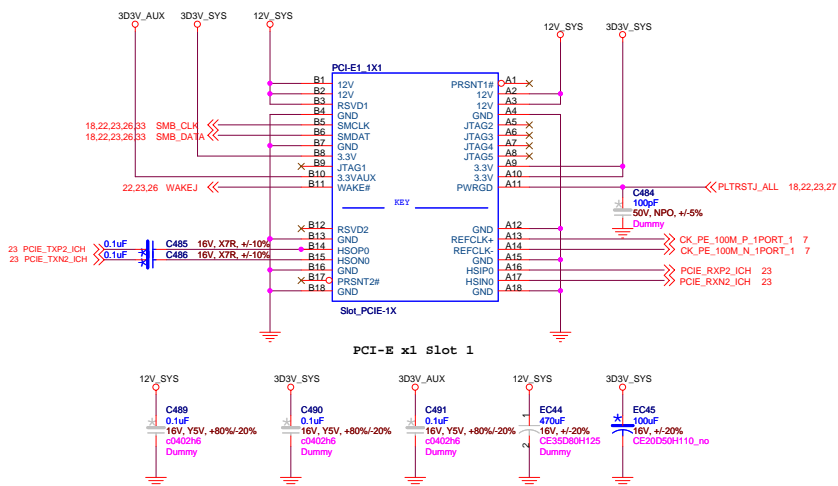 3D3V_AUX 3D3V_SYS 12V_SYS 12V_SYS 3D3V_SYS
PCI-E1_1X1
B1 12V PRSNT1# A1
B2 12V 12V A2
B3 RSVD1 12V A3
B4 GND GND A4
18,22,23,26,33 SMB_CLK B5 SMCLK JTAG2 A5
18,22,23,26,33 SMB_DATA B6 SMDAT JTAG3 A6
B7 GND JTAG4 A7
B8 3.3V JTAG5 A8
B9 JTAG1 3.3V A9
B10 3.3VAUX 3.3V A10
22,23,26 WAKEJ B11 WAKE# PWRGD A11 PLTRSTJ_ALL 18,22,23,27
C484
100pF
50V, NPO, +/-5%
Dummy
KEY
B12 RSVD2 GND A12
B13 GND REFCLK+ A13 CK_PE_100M_P_1PORT_1 7
23 PCIE_TXP2_ICH 0.1uF C485 16V, X7R, +/-10% B14 HSOP0 REFCLK- A14 CK_PE_100M_N_1PORT_1 7
23 PCIE_TXN2_ICH 0.1uF C486 16V, X7R, +/-10% B15 HSON0 GND A15
B16 GND HSIP0 A16 PCIE_RXP2_ICH 23
B17 PRSNT2# HSIN0 A17 PCIE_RXN2_ICH 23
B18 GND GND A18
Slot_PCIE-1X
PCI-E x1 Slot 1
12V_SYS 3D3V_SYS 3D3V_AUX 12V_SYS 3D3V_SYS
C489 C490 C491 1 EC44 EC45
0.1uF 0.1uF 0.1uF 470uF 100uF
16V, Y5V, +80%/-20% 16V, Y5V, +80%/-20% 16V, Y5V, +80%/-20% 16V, +/-20% 16V, +/-20%
c0402h6 c0402h6 c0402h6 2 CE35D80H125 CE20D50H110_no
Dummy Dummy Dummy Dummy